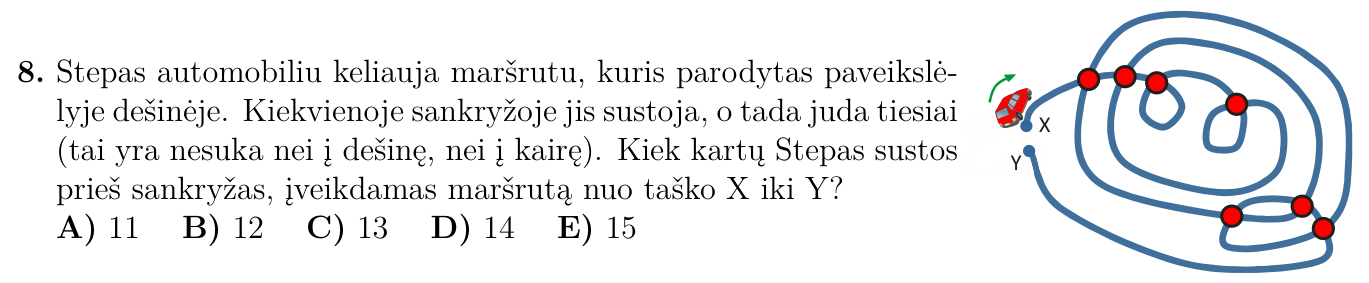 8. Stepas automobiliu keliauja maršrutu, kuris parodytas paveikslė-
lyje dešinėje. Kiekvienoje sankryžoje jis sustoja, o tada juda tiesiai
(tai yra nesuka nei į dešinę, nei į kairę). Kiek kartų Stepas sustos
prieš sankryžas, įveikdamas maršrutą nuo taško X iki Y?
A) 11 B) 12 C) 13 D) 14 E) 15
X
Y